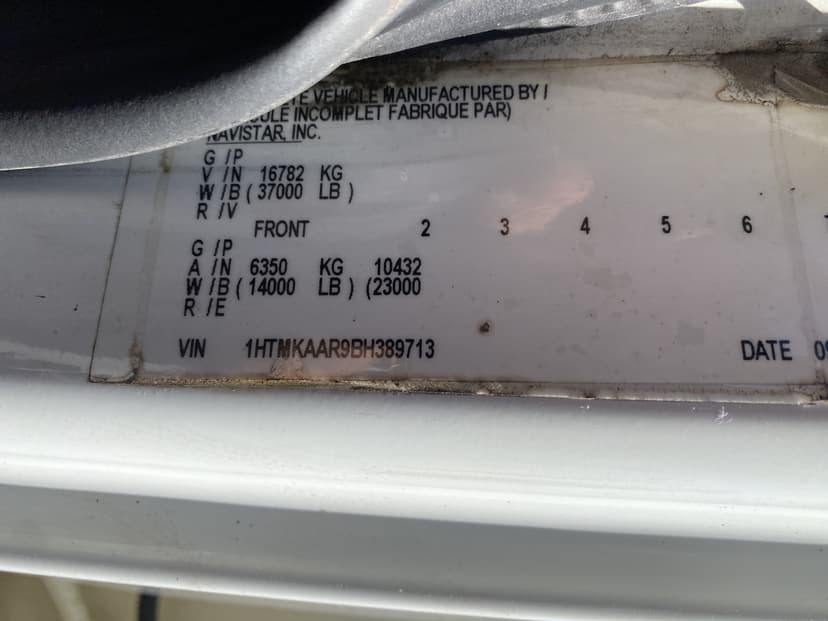 VEHICLE MANUFACTURED BY /
INCOMPLET FABRIQUE PAR)
NAVISTAR, INC.
G /P
V /N 16782 KG
W /B ( 37000 LB )
R /V
FRONT 2 3 4 5 6
G /P
A /N 6350 KG 10432
W /B ( 14000 LB ) (23000
R /E
VIN 1HTMKAAR9BH389713 DATE